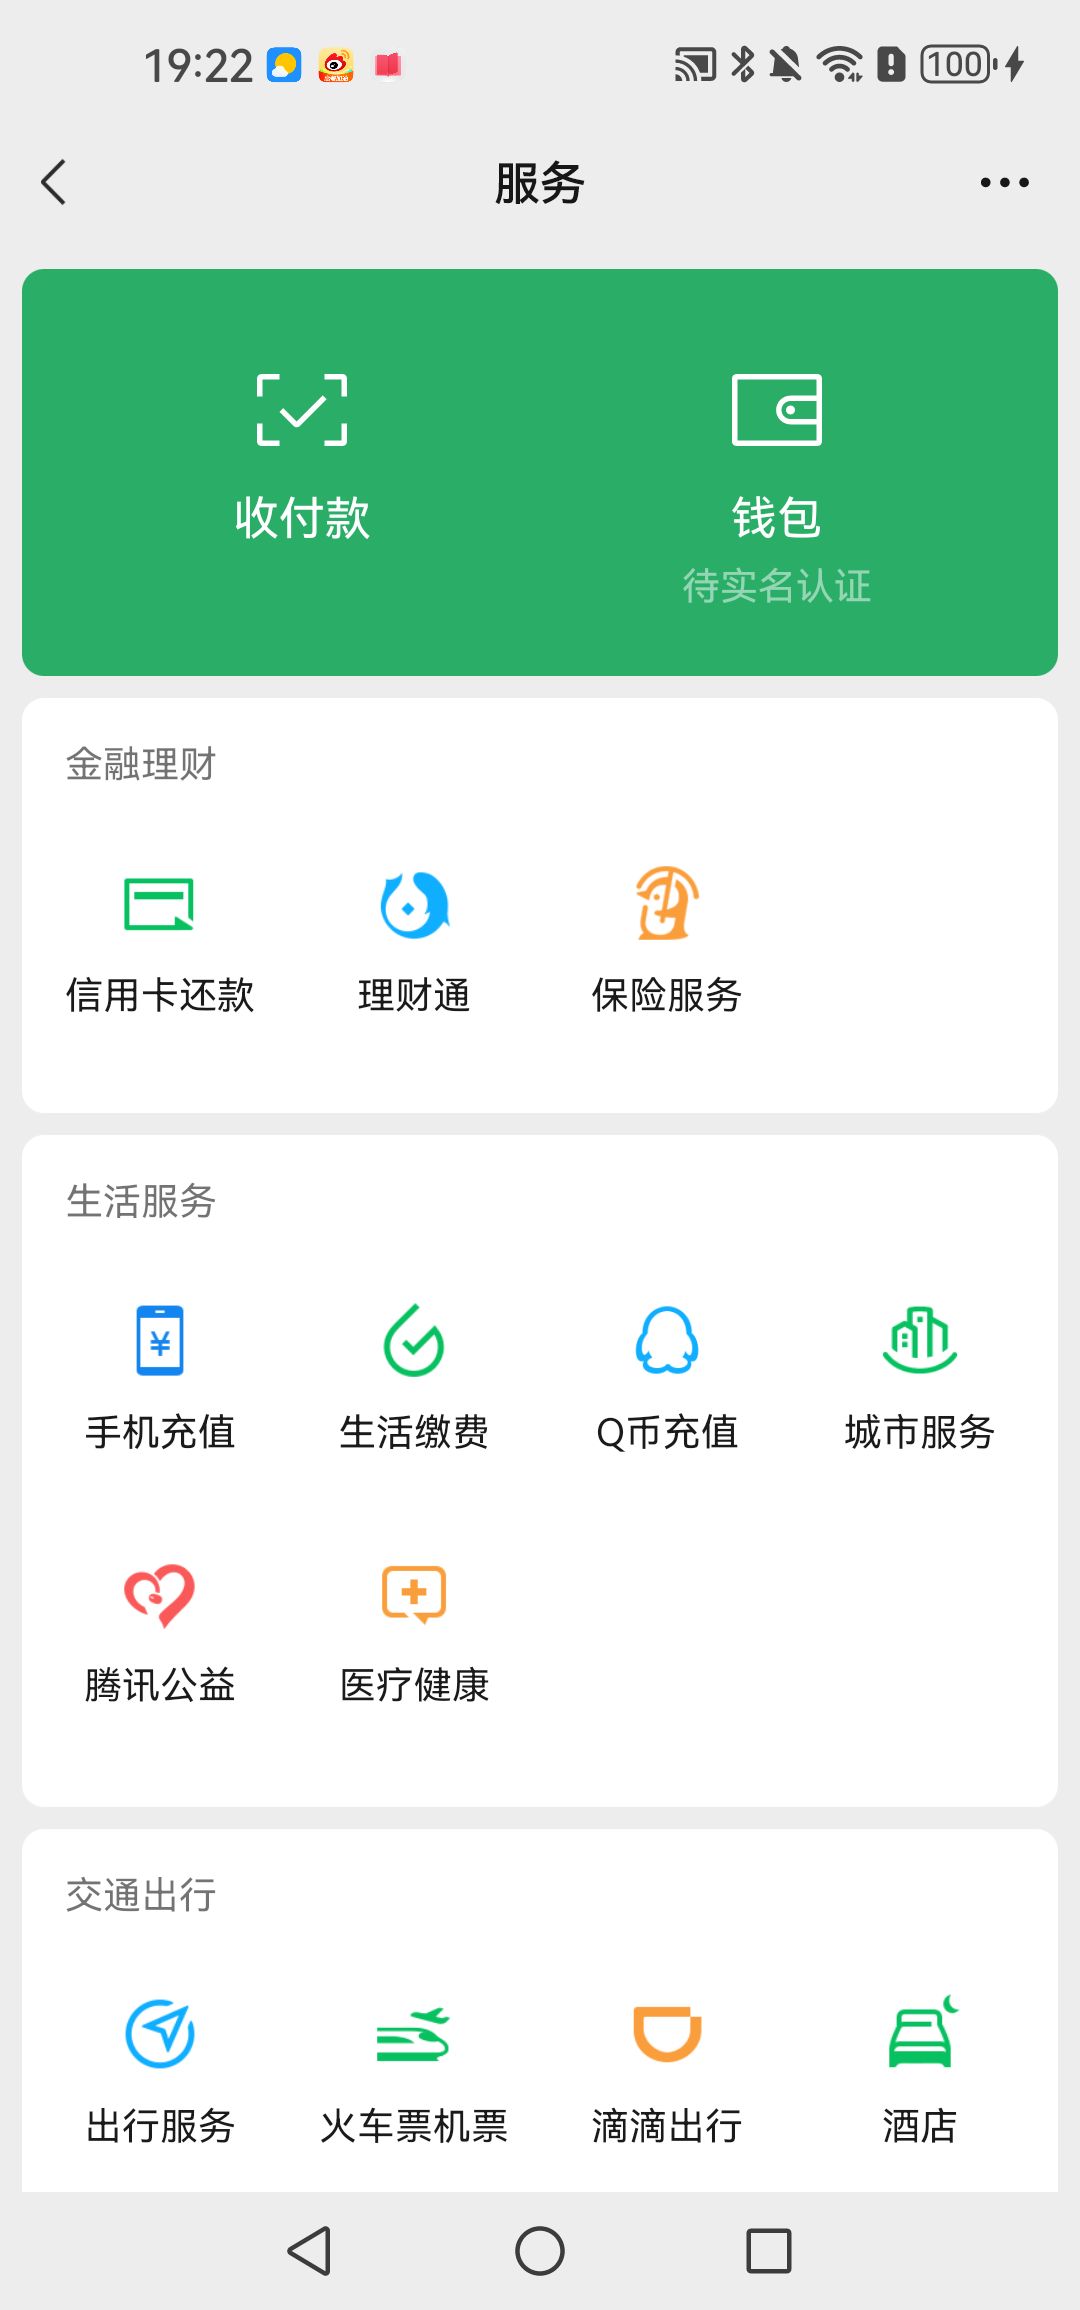 19:22
100
服务
收付款
钱包
待实名认证
金融理财
信用卡还款
理财通
保险服务
生活服务
手机充值
生活缴费
Q币充值
城市服务
腾讯公益
医疗健康
交通出行
出行服务
火车票机票
滴滴出行
酒店